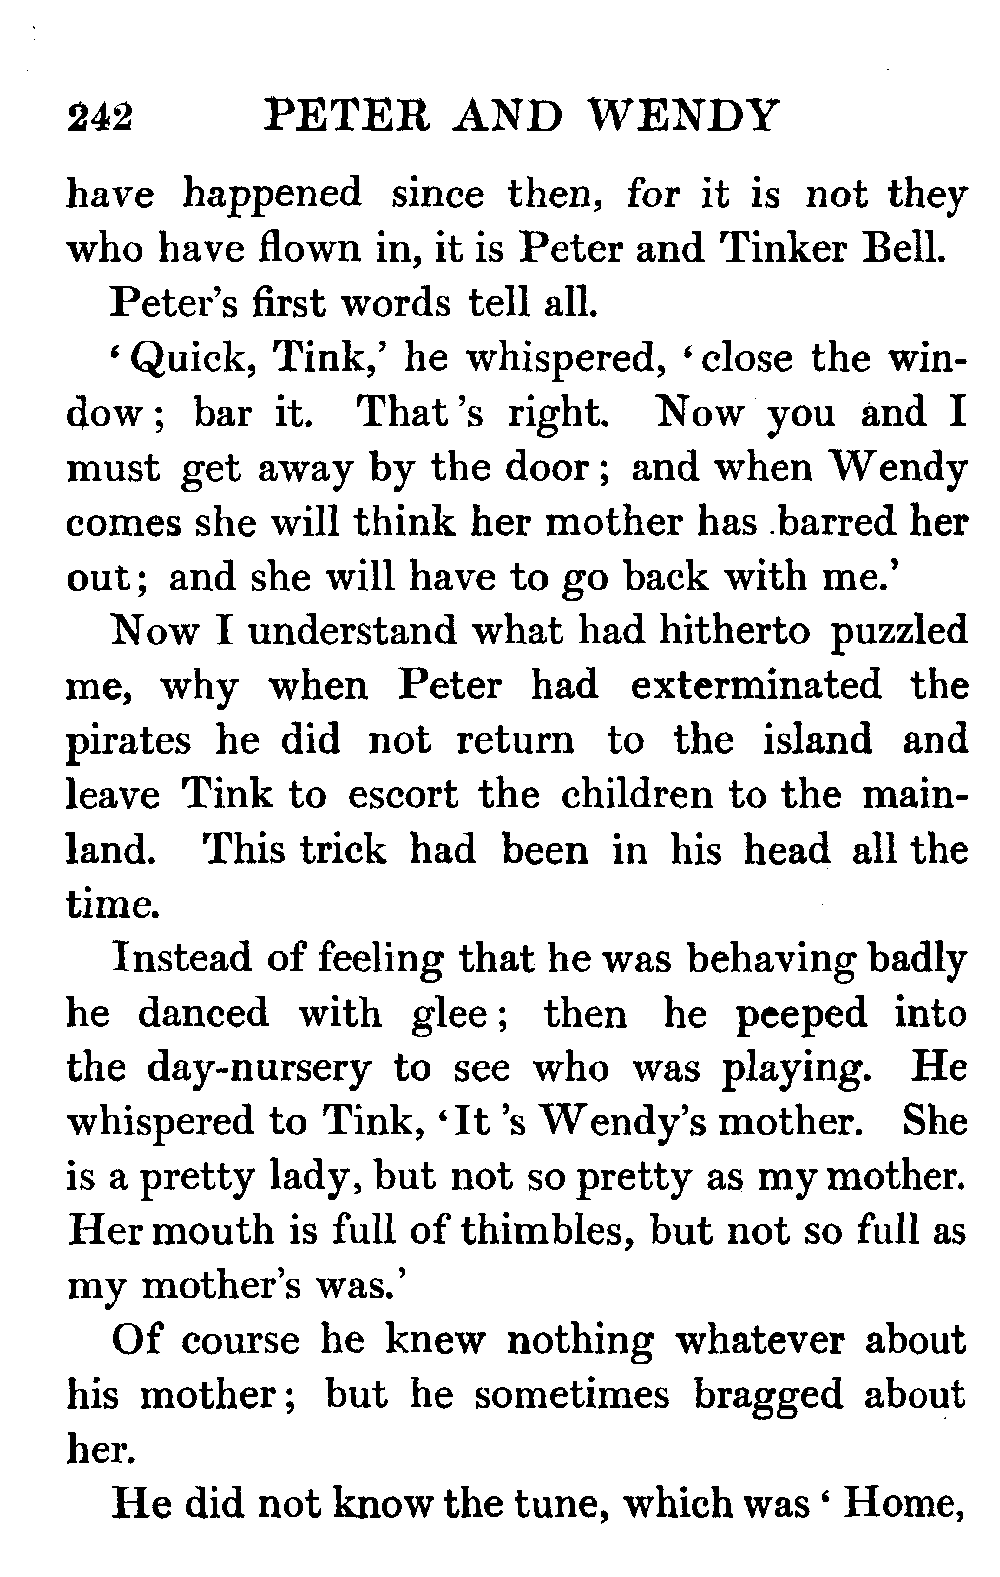 242 PETER AND WENDY
have happened since then, for it is not they
who have flown in, it is Peter and Tinker Bell.
Peter's first words tell all.
‘Quick, Tink,’ he whispered, ‘close the win-
dow; bar it. That's right. Now you and I
must get away by the door; and when Wendy
comes she will think her mother has barred her
out; and she will have to go back with me.’
Now I understand what had hitherto puzzled
me, why when Peter had exterminated the
pirates he did not return to the island and
leave Tink to escort the children to the main-
land. This trick had been in his head all the
time.
Instead of feeling that he was behaving badly
he danced with glee; then he peeped into
the day-nursery to see who was playing. He
whispered to Tink, ‘It's Wendy's mother. She
is a pretty lady, but not so pretty as my mother.
Her mouth is full of thimbles, but not so full as
my mother's was.’
Of course he knew nothing whatever about
his mother; but he sometimes bragged about
her.
He did not know the tune, which was ‘Home,